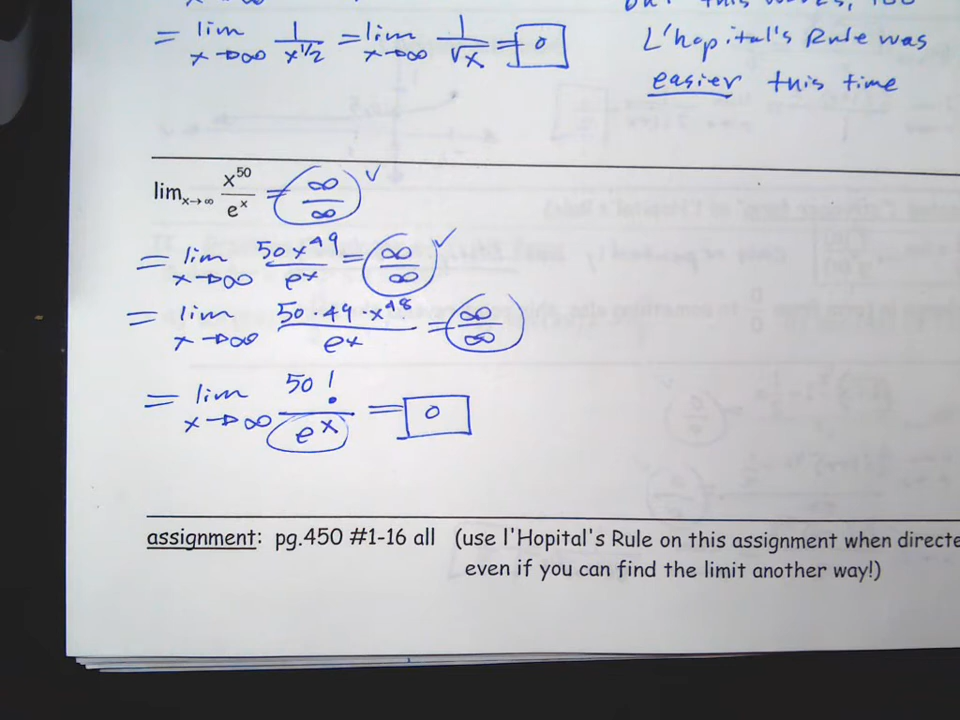 = lim x→∞ 1/x^1/2 = lim x→∞ 1/√x = 0
L'hopital's Rule was
easier this time
lim x→∞ x^50/e^x = ∞/∞ ✓
= lim x→∞ 50x^49/e^x = ∞/∞ ✓
= lim x→∞ 50·49·x^48/e^x = ∞/∞
= lim x→∞ 50!/e^x = 0
assignment: pg.450 #1-16 all (use l'Hopital's Rule on this assignment when directe
even if you can find the limit another way!)